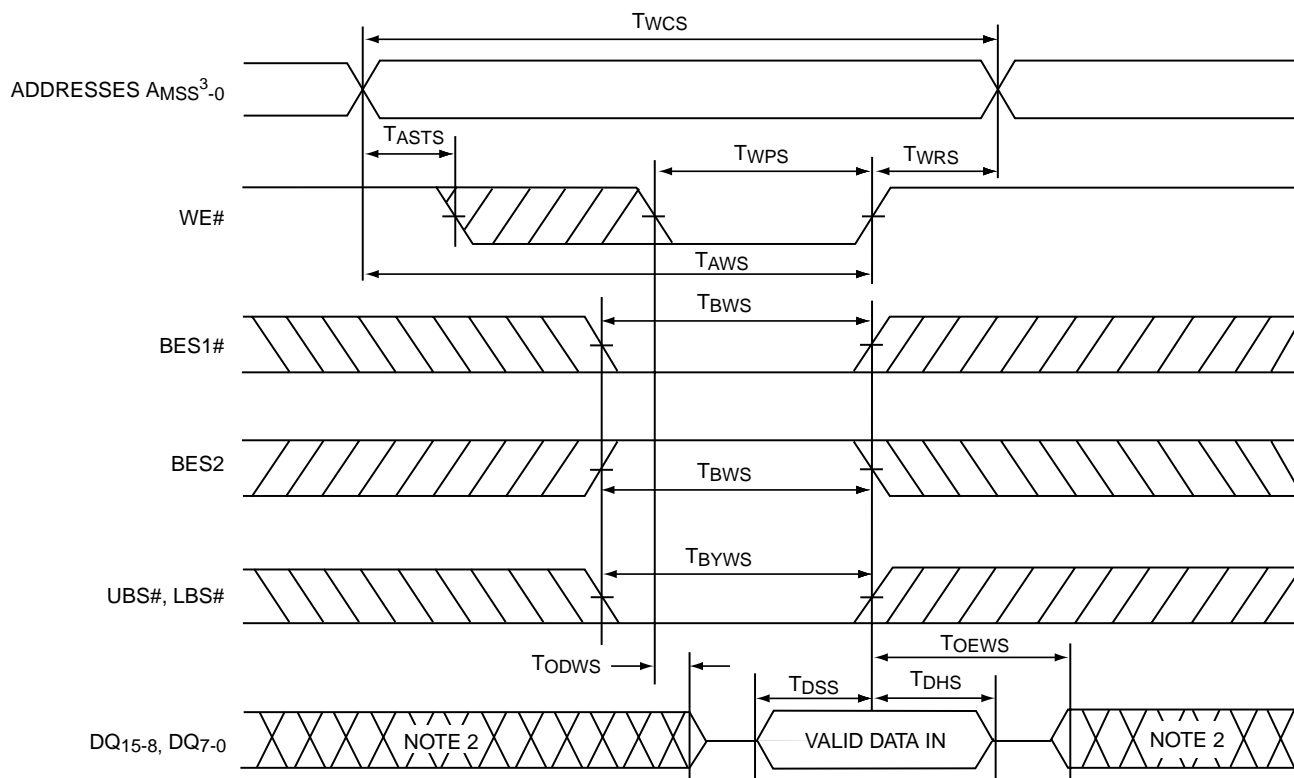 TWCS
ADDRESSES AMSS³-0
TASTS
TWPS
TWRS
WE#
TAWS
TBWS
BES1#
BES2
TBWS
TBYWS
UBS#, LBS#
TODWS
TOEWS
TDSS
TDHS
DQ15-8, DQ7-0
NOTE 2
VALID DATA IN
NOTE 2